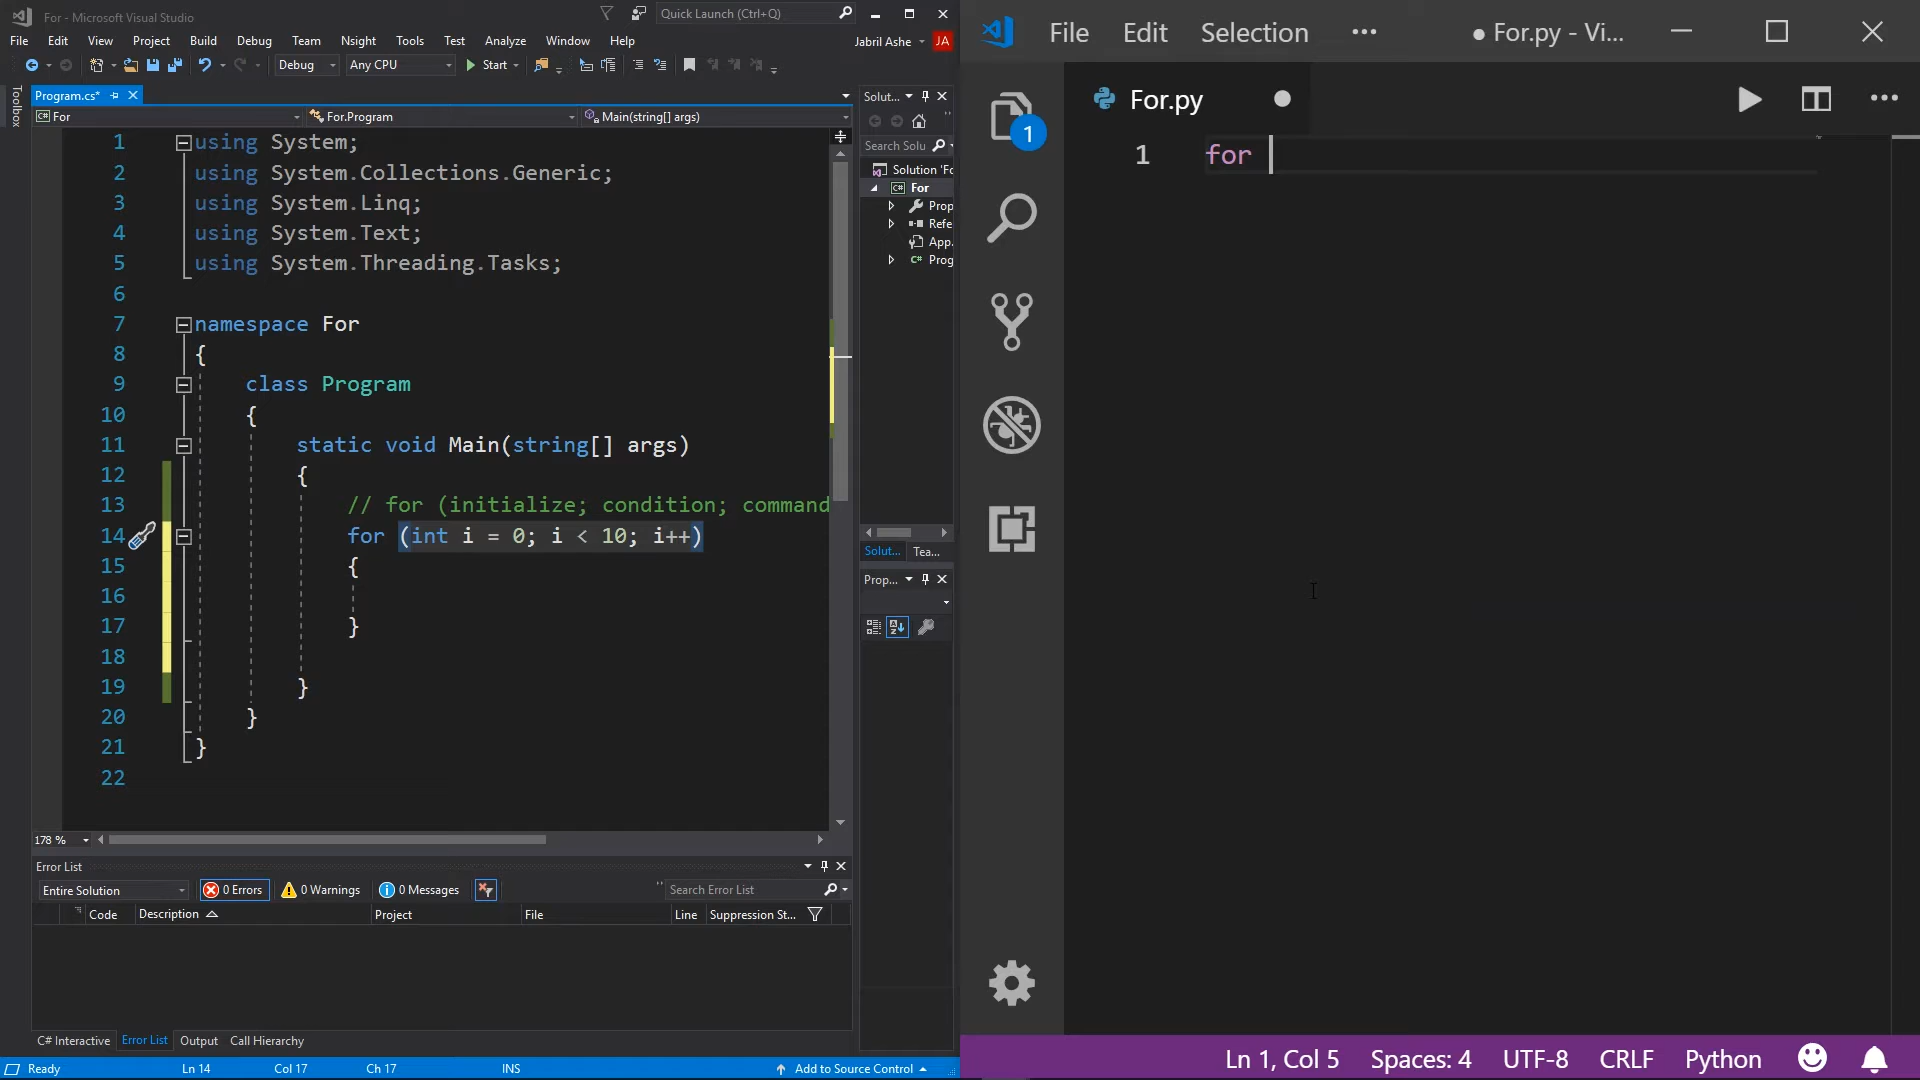 For - Microsoft Visual Studio
Quick Launch (Ctrl+Q)
File Edit View Project Build Debug Team Nsight Tools Test Analyze Window Help
Jabril Ashe JA
Debug Any CPU Start
Toolbox
Program.cs*
For For.Program Main(string[] args)
1 using System;
2 using System.Collections.Generic;
3 using System.Linq;
4 using System.Text;
5 using System.Threading.Tasks;
6
7 namespace For
8 {
9 class Program
10 {
11 static void Main(string[] args)
12 {
13 // for (initialize; condition; command
14 for (int i = 0; i < 10; i++)
15 {
16
17 }
18
19 }
20 }
21 }
22
178 %
Solut...
Search Solu
Solution 'Fo
C# For
Prop
Refe
App.
C# Prog
Solut... Tea...
Prop...
Error List
Entire Solution 0 Errors 0 Warnings 0 Messages Search Error List
Code Description Project File Line Suppression St...
C# Interactive Error List Output Call Hierarchy
Ready Ln 14 Col 17 Ch 17 INS Add to Source Control
File Edit Selection ··· ● For.py - Vi...
For.py
1
1 for
Ln 1, Col 5 Spaces: 4 UTF-8 CRLF Python